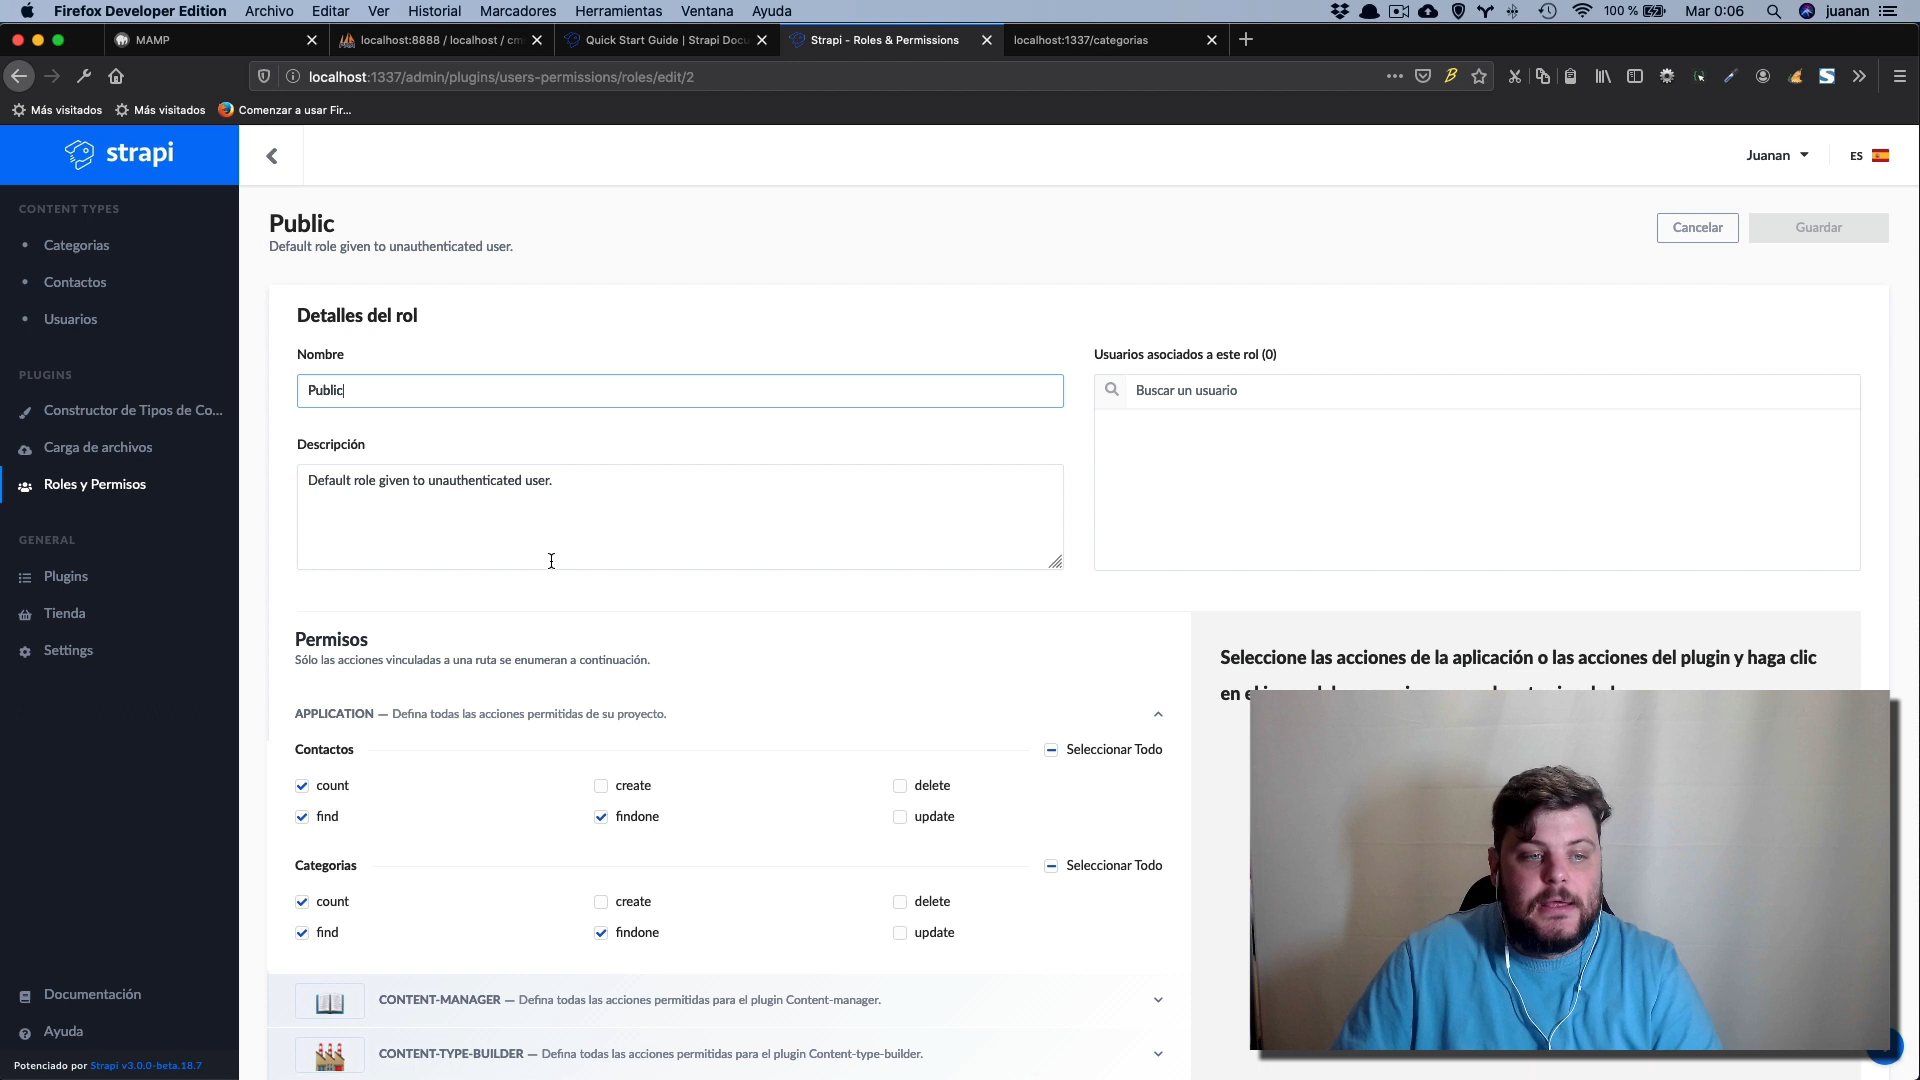 Firefox Developer Edition Archivo Editar Ver Historial Marcadores Herramientas Ventana Ayuda 100 % Mar 0:06 juanan
MAMP localhost:8888 / localhost / cm Quick Start Guide | Strapi Docu Strapi - Roles & Permissions localhost:1337/categorias
localhost:1337/admin/plugins/users-permissions/roles/edit/2
Más visitados Más visitados Comenzar a usar Fir...
strapi
Juanan ES
CONTENT TYPES
Categorias
Contactos
Usuarios
PLUGINS
Constructor de Tipos de Co...
Carga de archivos
Roles y Permisos
GENERAL
Plugins
Tienda
Settings
Documentación
Ayuda
Potenciado por Strapi v3.0.0-beta.18.7
Public
Default role given to unauthenticated user.
Cancelar Guardar
Detalles del rol
Nombre
Public
Usuarios asociados a este rol (0)
Buscar un usuario
Descripción
Default role given to unauthenticated user.
Permisos
Sólo las acciones vinculadas a una ruta se enumeran a continuación.
APPLICATION — Defina todas las acciones permitidas de su proyecto.
Contactos Seleccionar Todo
count create delete
find findone update
Categorias Seleccionar Todo
count create delete
find findone update
CONTENT-MANAGER — Defina todas las acciones permitidas para el plugin Content-manager.
CONTENT-TYPE-BUILDER — Defina todas las acciones permitidas para el plugin Content-type-builder.
Seleccione las acciones de la aplicación o las acciones del plugin y haga clic
en